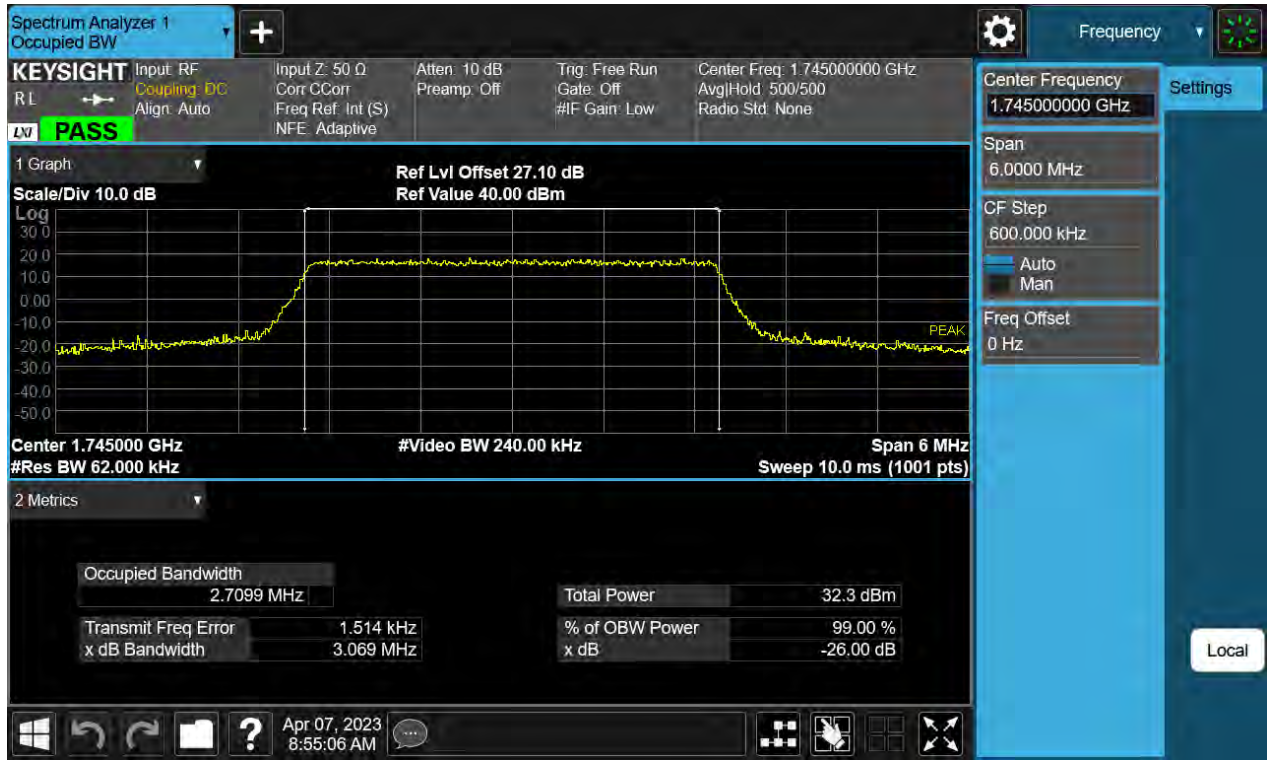 Spectrum Analyzer 1
Occupied BW
+
Frequency
KEYSIGHT
RL
LXI
PASS
Input: RF
Coupling: DC
Align: Auto
Input Z: 50 Ω
Corr CCorr
Freq Ref: Int (S)
NFE: Adaptive
Atten: 10 dB
Preamp: Off
Trig: Free Run
Gate: Off
#IF Gain: Low
Center Freq: 1.745000000 GHz
Avg|Hold: 500/500
Radio Std: None
1 Graph
Scale/Div 10.0 dB
Ref Lvl Offset 27.10 dB
Ref Value 40.00 dBm
Log
30.0
20.0
10.0
0.00
-10.0
-20.0
-30.0
-40.0
-50.0
PEAK
Center 1.745000 GHz
#Video BW 240.00 kHz
Span 6 MHz
#Res BW 62.000 kHz
Sweep 10.0 ms (1001 pts)
2 Metrics
Occupied Bandwidth
2.7099 MHz
Total Power 32.3 dBm
Transmit Freq Error 1.514 kHz
% of OBW Power 99.00 %
x dB Bandwidth 3.069 MHz
x dB -26.00 dB
?
Apr 07, 2023
8:55:06 AM
Center Frequency
1.745000000 GHz
Settings
Span
6.0000 MHz
CF Step
600.000 kHz
Auto
Man
Freq Offset
0 Hz
Local